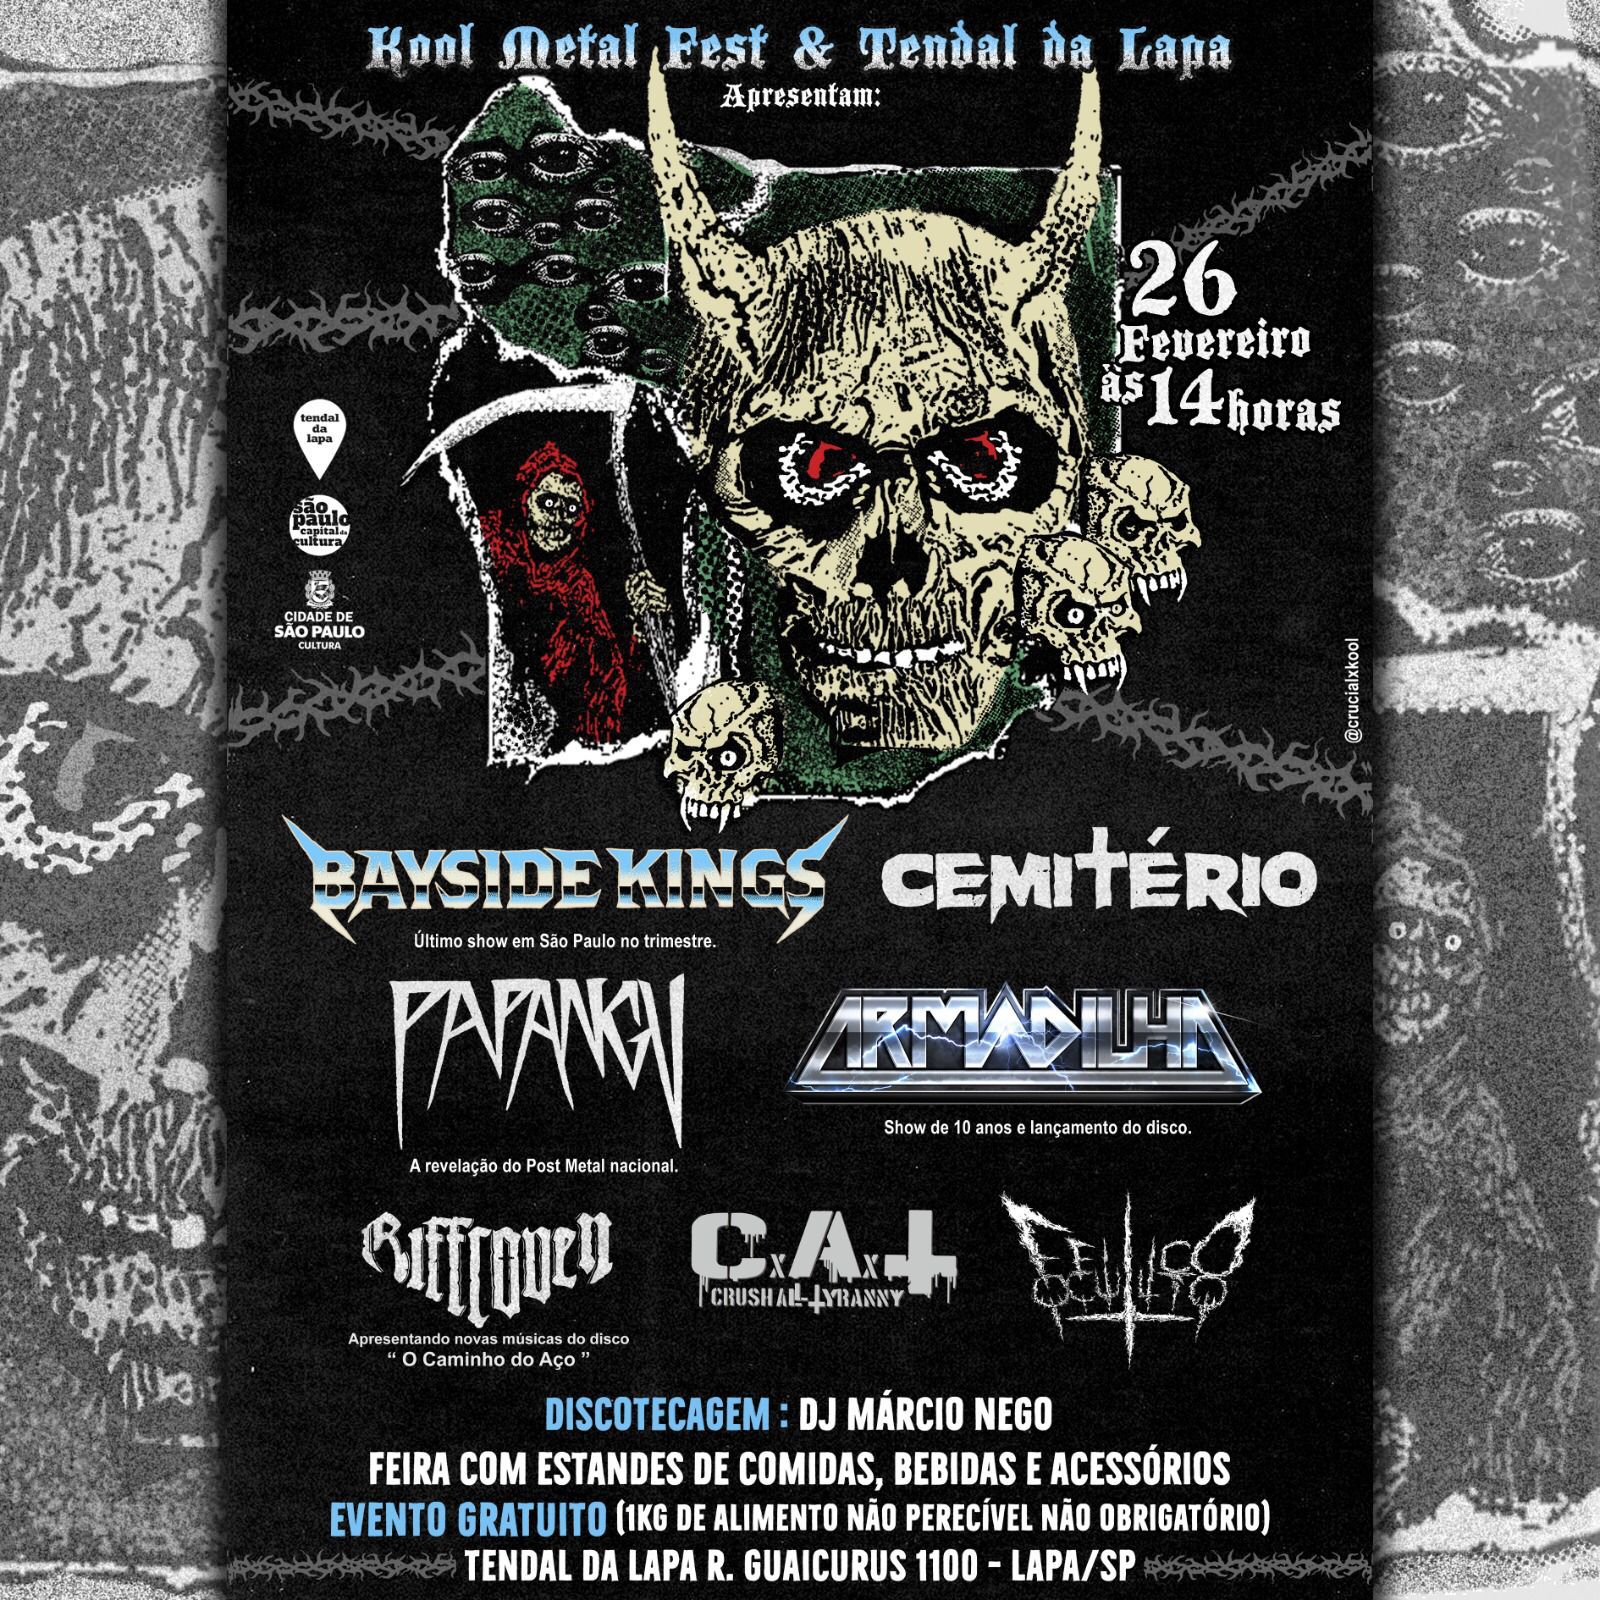 Kool Metal Fest & Tendal da Lapa
Apresentam:
26
Fevereiro
às 14 horas
tendal
da
lapa
são
paulo
capital da
cultura
CIDADE DE
SÃO PAULO
CULTURA
@crucialxkool
BAYSIDE KINGS
Último show em São Paulo no trimestre.
CEMITÉRIO
PAPANGU
A revelação do Post Metal nacional.
ARMADILHA
Show de 10 anos e lançamento do disco.
Riffcoven
Apresentando novas músicas do disco
“ O Caminho do Aço ”
C x A x T
CRUSH ALL TYRANNY
FEITIÇO
OCULTO
DISCOTECAGEM : DJ MÁRCIO NEGO
FEIRA COM ESTANDES DE COMIDAS, BEBIDAS E ACESSÓRIOS
EVENTO GRATUITO (1KG DE ALIMENTO NÃO PERECÍVEL NÃO OBRIGATÓRIO)
TENDAL DA LAPA R. GUAICURUS 1100 - LAPA/SP